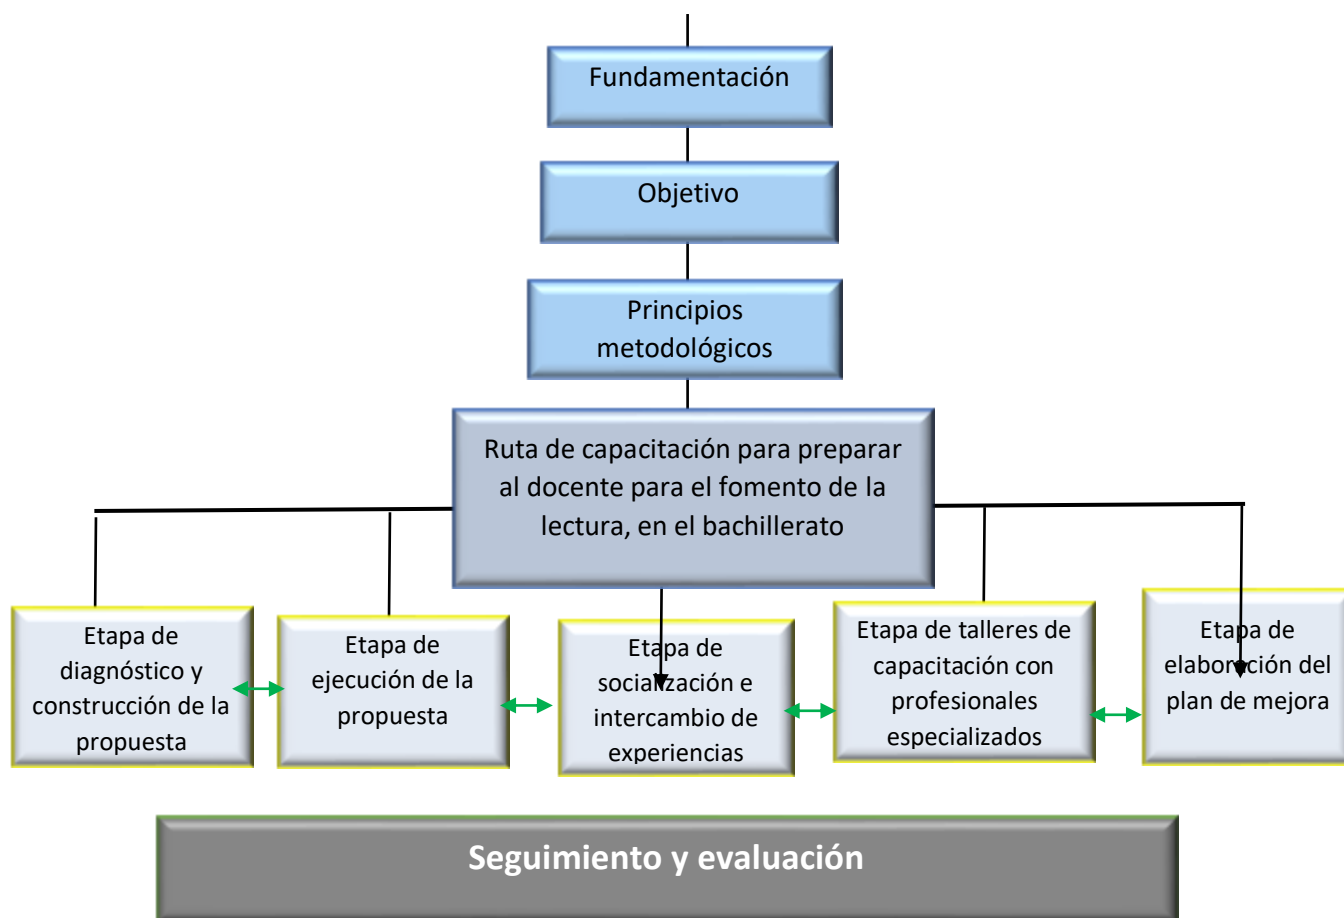 Fundamentación
Objetivo
Principios
metodológicos
Ruta de capacitación para preparar
al docente para el fomento de la
lectura, en el bachillerato
Etapa de
diagnóstico y
construcción de la
propuesta
Etapa de
ejecución de la
propuesta
Etapa de
socialización e
intercambio de
experiencias
Etapa de talleres de
capacitación con
profesionales
especializados
Etapa de
elaboración del
plan de mejora
Seguimiento y evaluación